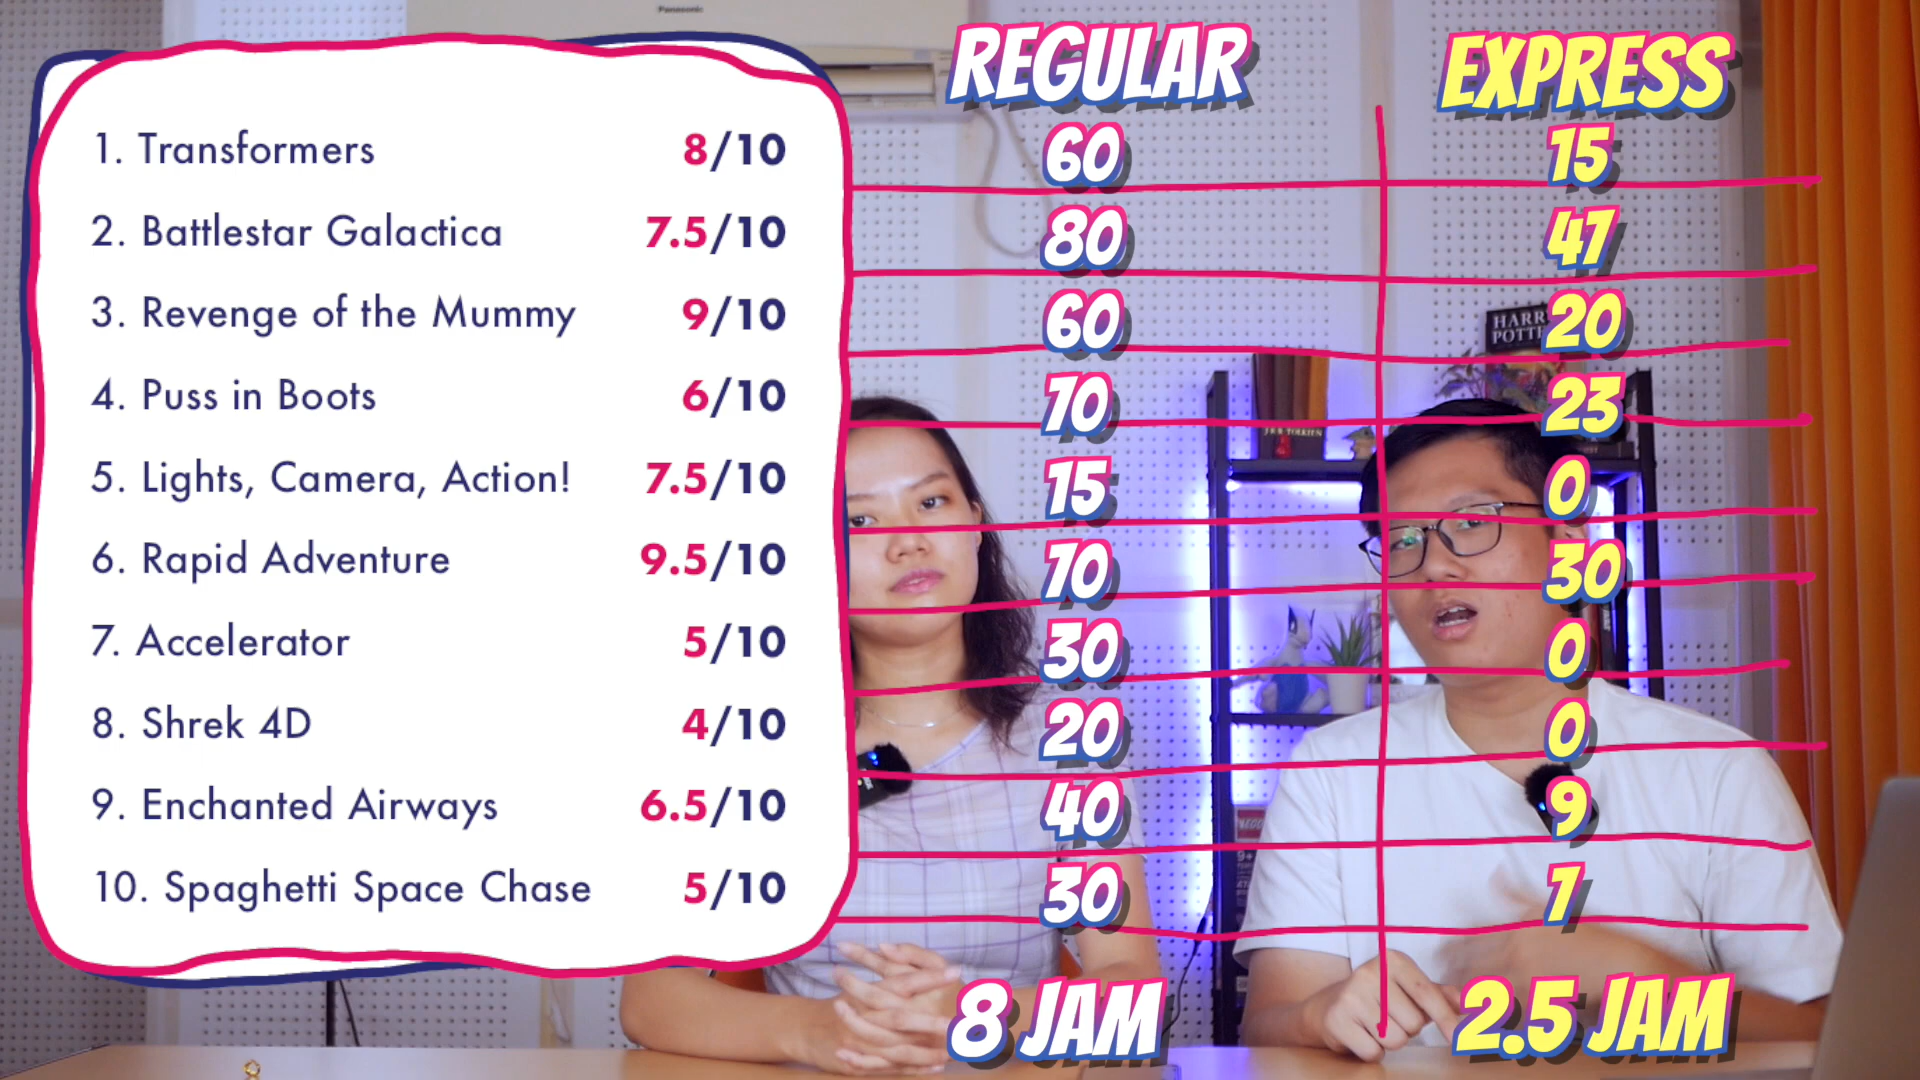 Panasonic
REGULAR EXPRESS
1. Transformers 8/10 60 15
2. Battlestar Galactica 7.5/10 80 47
3. Revenge of the Mummy 9/10 60 20
HARR
POTTE
4. Puss in Boots 6/10 70 23
J.R.R. TOLKIEN
5. Lights, Camera, Action! 7.5/10 15 0
6. Rapid Adventure 9.5/10 70 30
7. Accelerator 5/10 30 0
8. Shrek 4D 4/10 20 0
9. Enchanted Airways 6.5/10 40 9
10. Spaghetti Space Chase 5/10 30 7
8 JAM 2.5 JAM